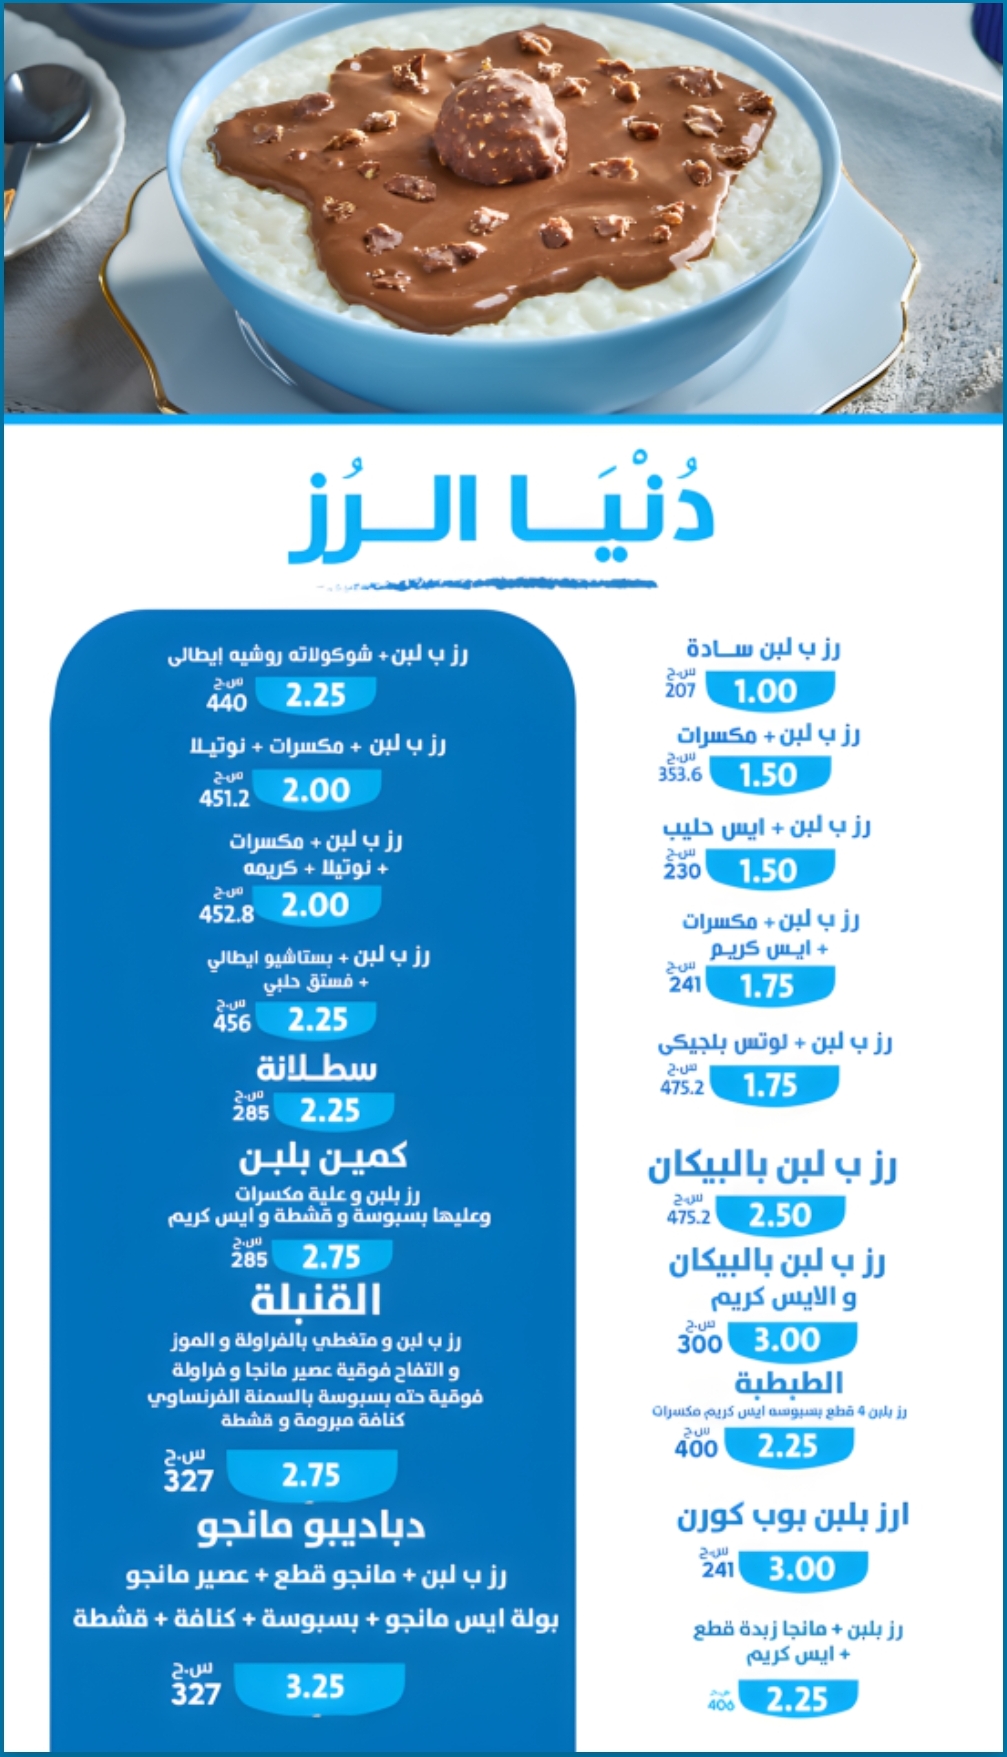 دُنْيَا الرُز
رز ب لبن سادة
س.ح
207
1.00
رز ب لبن + مكسرات
س.ح
353.6
1.50
رز ب لبن + ايس حليب
س.ح
230
1.50
رز ب لبن + مكسرات
+ ايس كريم
س.ح
241
1.75
رز ب لبن + لوتس بلجيكى
س.ح
475.2
1.75
رز ب لبن بالبيكان
س.ح
475.2
2.50
رز ب لبن بالبيكان
و الايس كريم
س.ح
300
3.00
الطبطبة
رز بلبن 4 قطع بسبوسه ايس كريم مكسرات
س.ح
400
2.25
ارز بلبن بوب كورن
س.ح
241
3.00
رز بلبن + مانجا زبدة قطع
+ ايس كريم
406
2.25
رز ب لبن+ شوكولاته روشيه إيطالى
س.ح
440
2.25
رز ب لبن + مكسرات + نوتيلا
س.ح
451.2
2.00
رز ب لبن + مكسرات
+ نوتيلا + كريمه
س.ح
452.8
2.00
رز ب لبن + بستاشيو ايطالي
+ فستق حلبي
س.ح
456
2.25
سطلانة
س.ح
285
2.25
كمين بلبن
رز بلبن و علية مكسرات
وعليها بسبوسة و قشطة و ايس كريم
س.ح
285
2.75
القنبلة
رز ب لبن و متغطي بالفراولة و الموز
و التفاح فوقية عصير مانجا و فراولة
فوقية حته بسبوسة بالسمنة الفرنساوي
كنافة مبرومة و قشطة
س.ح
327
2.75
دباديبو مانجو
رز ب لبن + مانجو قطع + عصير مانجو
بولة ايس مانجو + بسبوسة + كنافة + قشطة
س.ح
327
3.25